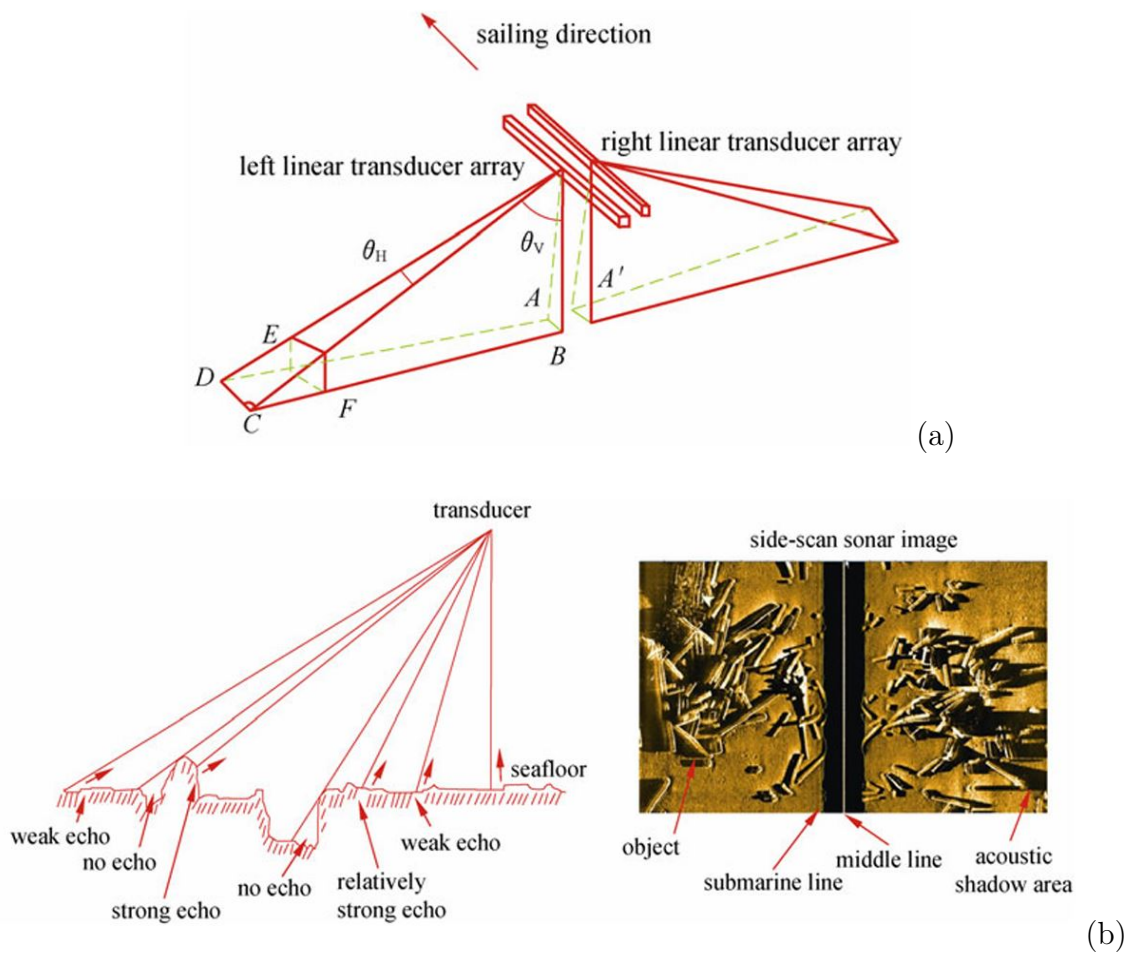 sailing direction
right linear transducer array
left linear transducer array
θH
θV
A
A′
E
B
D
F
C
(a)
transducer
side-scan sonar image
seafloor
weak echo
no echo
weak echo
no echo
relatively
strong echo
strong echo
object
submarine line
middle line
acoustic
shadow area
(b)